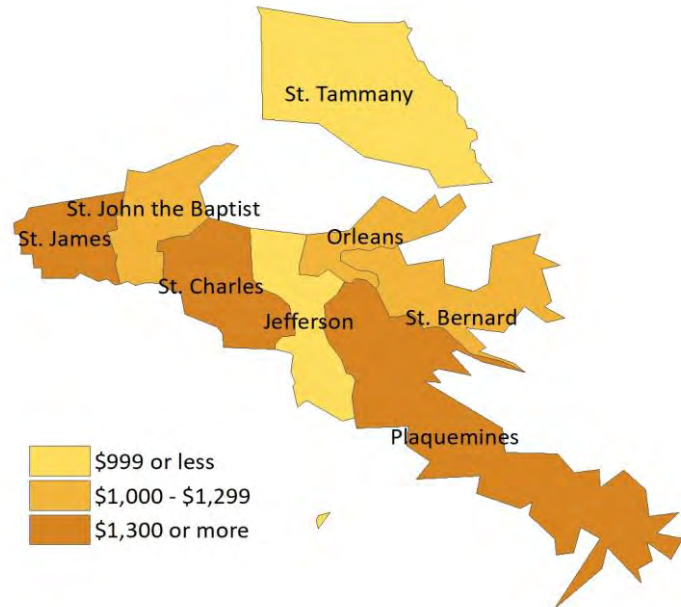 St. Tammany
St. John the Baptist
St. James
Orleans
St. Charles
Jefferson
St. Bernard
Plaquemines
$999 or less
$1,000 - $1,299
$1,300 or more